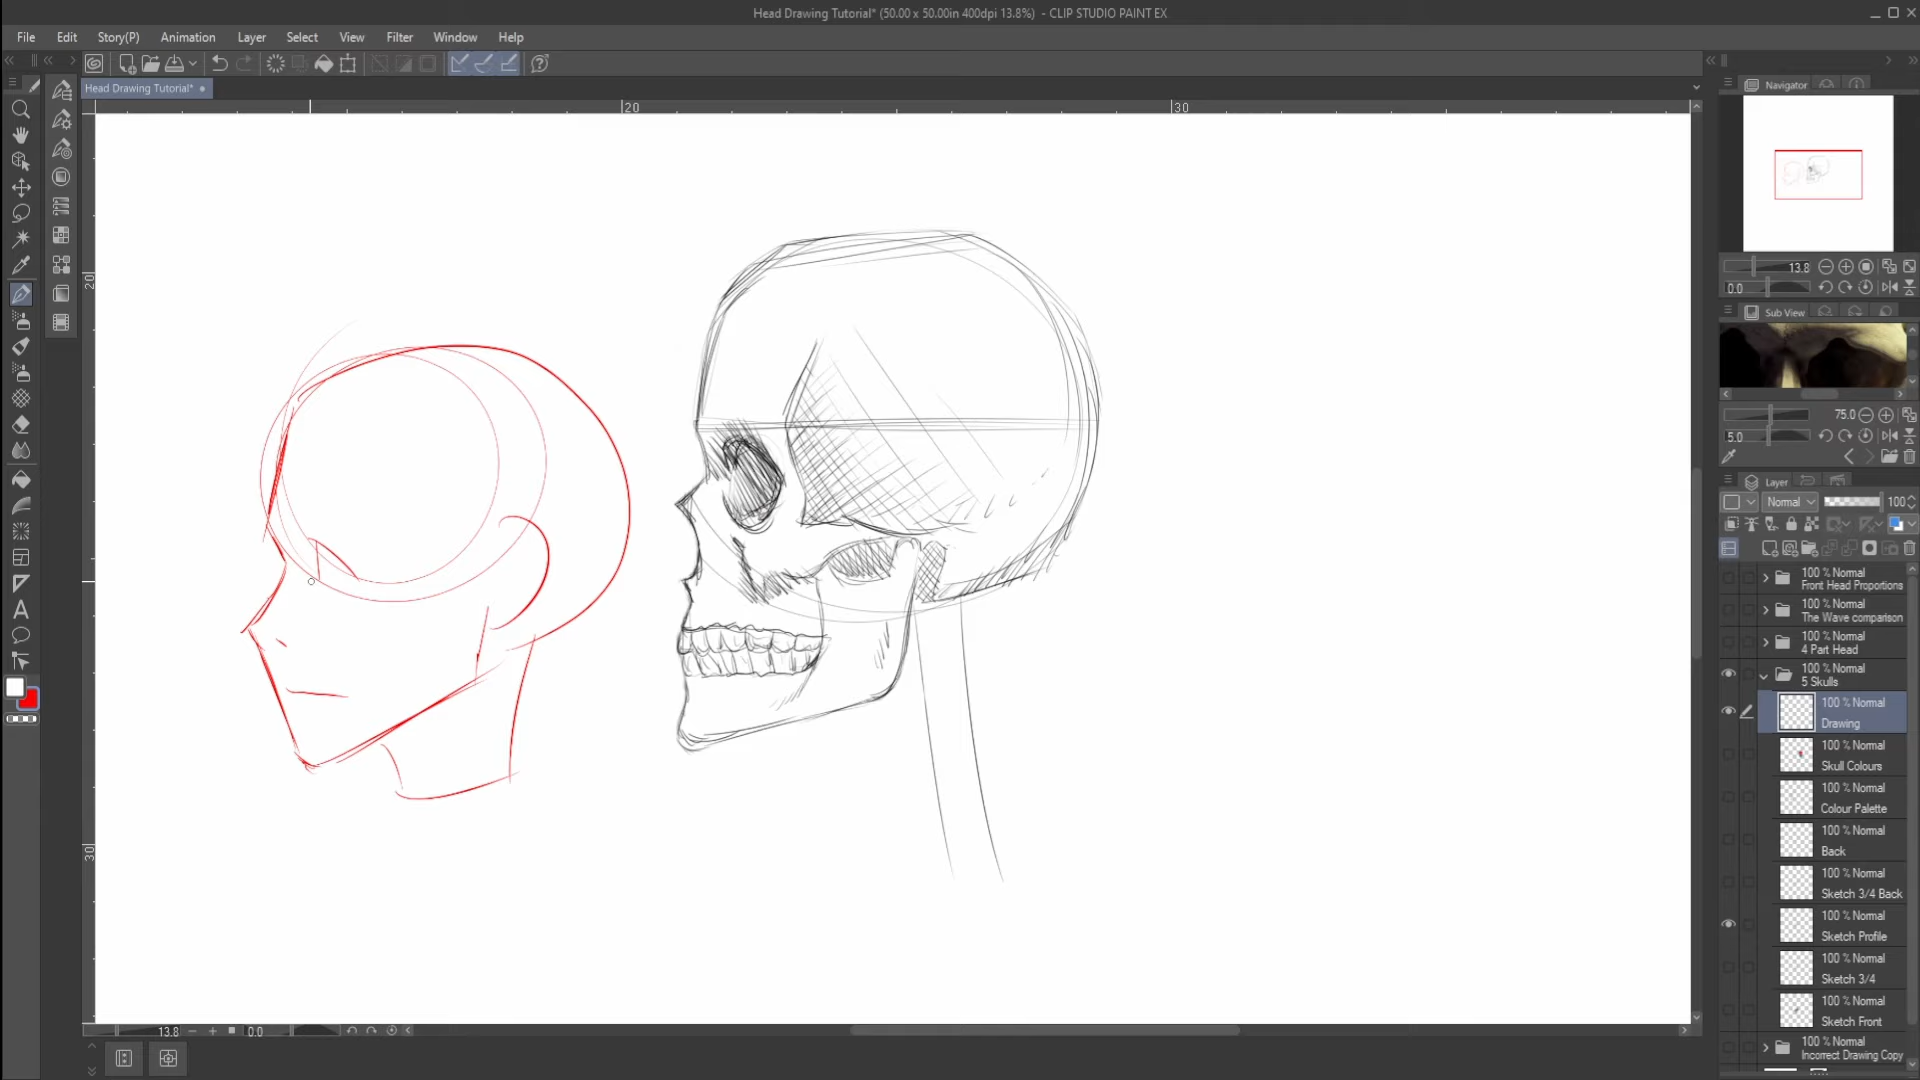 Head Drawing Tutorial* (50.00 x 50.00in 400dpi 13.8%) - CLIP STUDIO PAINT EX
File Edit Story(P) Animation Layer Select View Filter Window Help
Head Drawing Tutorial*
20 30
20
30
Navigator
13.8
0.0
Sub View
75.0
5.0
Layer
Normal 100
100 % Normal
Front Head Proportions
100 % Normal
The Wave comparison
100 % Normal
4 Part Head
100 % Normal
5 Skulls
100 % Normal
Drawing
100 % Normal
Skull Colours
100 % Normal
Colour Palette
100 % Normal
Back
100 % Normal
Sketch 3/4 Back
100 % Normal
Sketch Profile
100 % Normal
Sketch 3/4
100 % Normal
Sketch Front
100 % Normal
Incorrect Drawing Copy
13.8 0.0